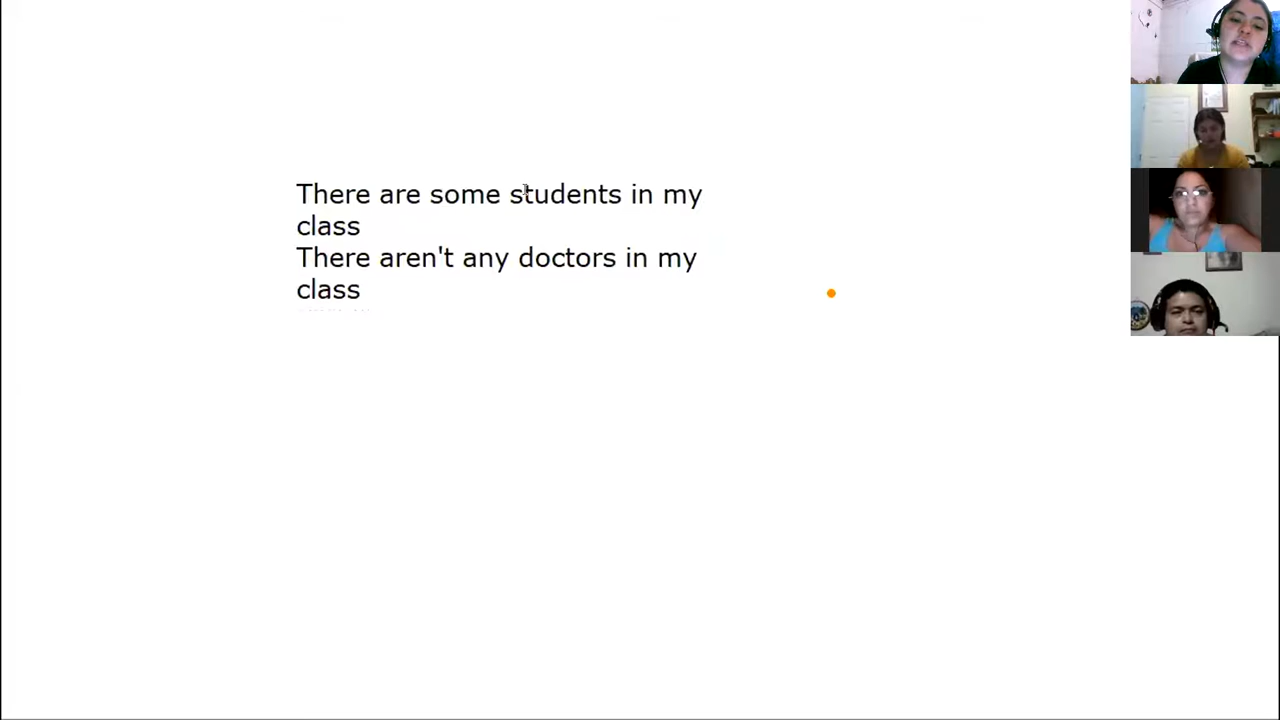 There are some students in my
class
There aren't any doctors in my
class